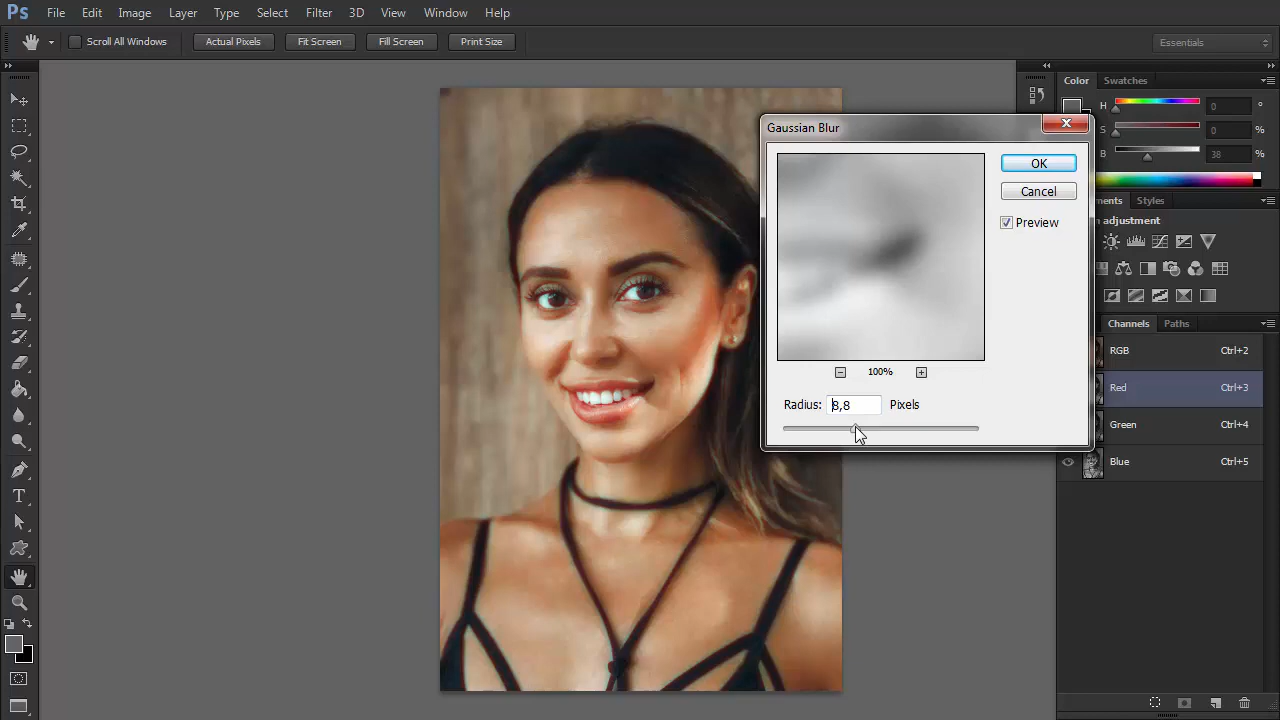 Ps File Edit Image Layer Type Select Filter 3D View Window Help
Scroll All Windows Actual Pixels Fit Screen Fill Screen Print Size Essentials
Color Swatches
H 0 °
S 0 %
B 38 %
Gaussian Blur
OK
Cancel
Preview
100%
Radius: 8,8 Pixels
Styles
adjustment
Channels Paths
RGB Ctrl+2
Red Ctrl+3
Green Ctrl+4
Blue Ctrl+5
T